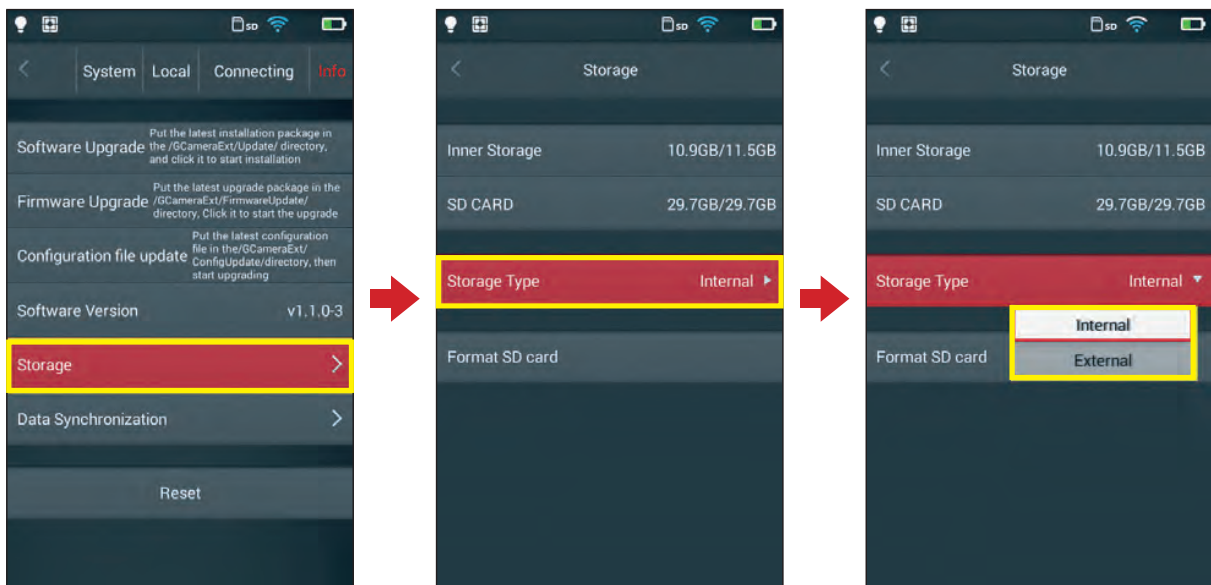 SD
System Local Connecting Info
Software Upgrade
Put the latest installation package in
the /GCameraExt/Update/ directory,
and click it to start installation
Firmware Upgrade
Put the latest upgrade package in the
/GCameraExt/FirmwareUpdate/
directory, Click it to start the upgrade
Configuration file update
Put the latest configuration
file in the/GCameraExt/
ConfigUpdate/directory, then
start upgrading
Software Version v1.1.0-3
Storage
Data Synchronization
Reset
SD
Storage
Inner Storage 10.9GB/11.5GB
SD CARD 29.7GB/29.7GB
Storage Type Internal
Format SD card
SD
Storage
Inner Storage 10.9GB/11.5GB
SD CARD 29.7GB/29.7GB
Storage Type Internal
Internal
Format SD card External